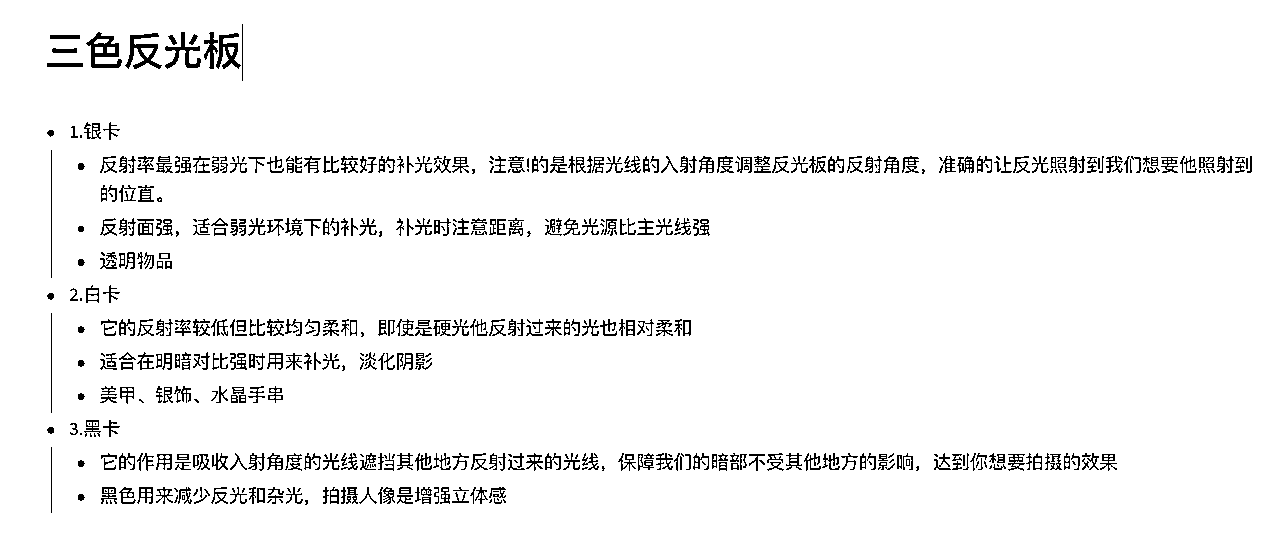 三色反光板
1.银卡
反射率最强在弱光下也能有比较好的补光效果，注意!的是根据光线的入射角度调整反光板的反射角度，准确的让反光照射到我们想要他照射到
的位直。
反射面强，适合弱光环境下的补光，补光时注意距离，避免光源比主光线强
透明物品
2.白卡
它的反射率较低但比较均匀柔和，即使是硬光他反射过来的光也相对柔和
适合在明暗对比强时用来补光，淡化阴影
美甲、银饰、水晶手串
3.黑卡
它的作用是吸收入射角度的光线遮挡其他地方反射过来的光线，保障我们的暗部不受其他地方的影响，达到你想要拍摄的效果
黑色用来减少反光和杂光，拍摄人像是增强立体感